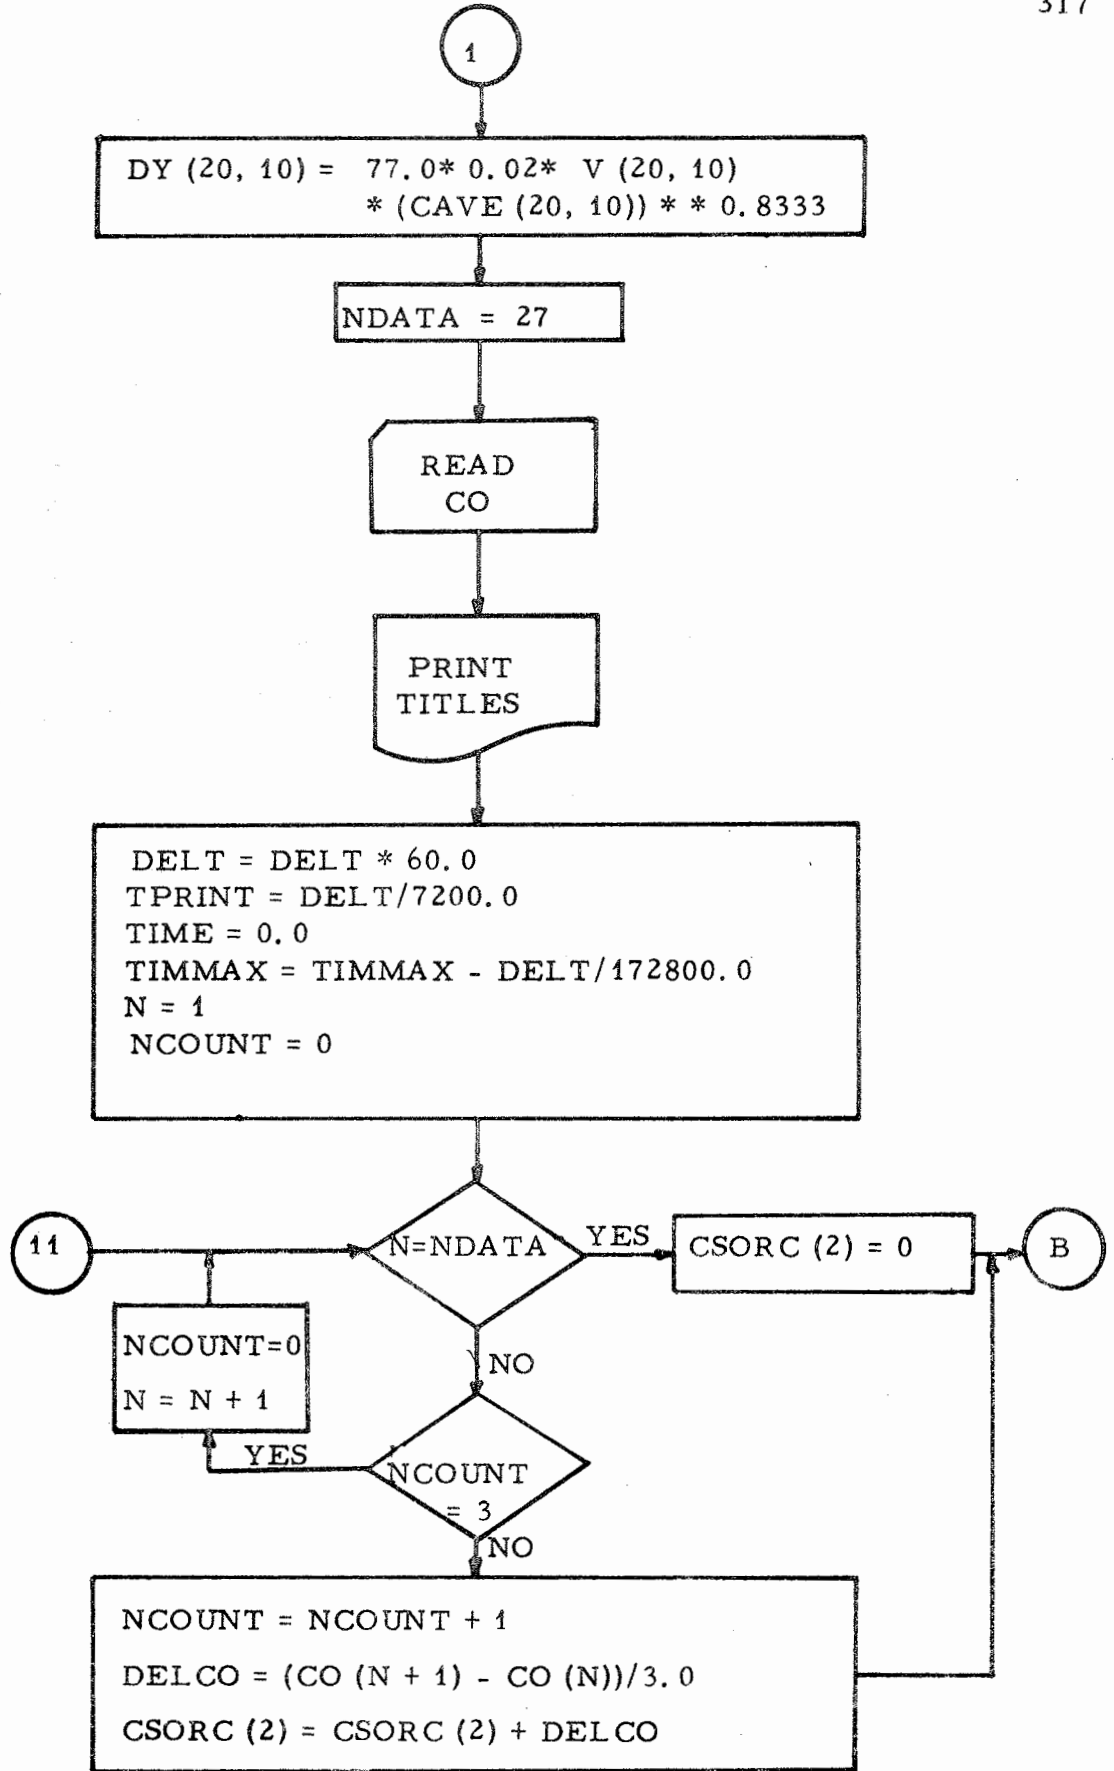 317
1
DY (20, 10) = 77.0* 0.02* V (20, 10)
* (CAVE (20, 10)) * * 0.8333
NDATA = 27
READ
CO
PRINT
TITLES
DELT = DELT * 60.0
TPRINT = DELT/7200.0
TIME = 0.0
TIMMAX = TIMMAX - DELT/172800.0
N = 1
NCOUNT = 0
11
N=NDATA
YES
CSORC (2) = 0
B
NCOUNT=0
N = N + 1
NO
YES
NCOUNT
= 3
NO
NCOUNT = NCOUNT + 1
DELCO = (CO (N + 1) - CO (N))/3.0
CSORC (2) = CSORC (2) + DELCO